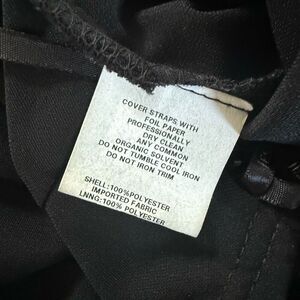 COVER STRAPS WITH
FOIL PAPER
PROFESSIONALLY
DRY CLEAN
ANY COMMON
ORGANIC SOLVENT
DO NOT TUMBLE COOL IRON
DO NOT IRON TRIM
SHELL:100%POLYESTER
IMPORTED FABRIC
LNNG:100% POLYESTER